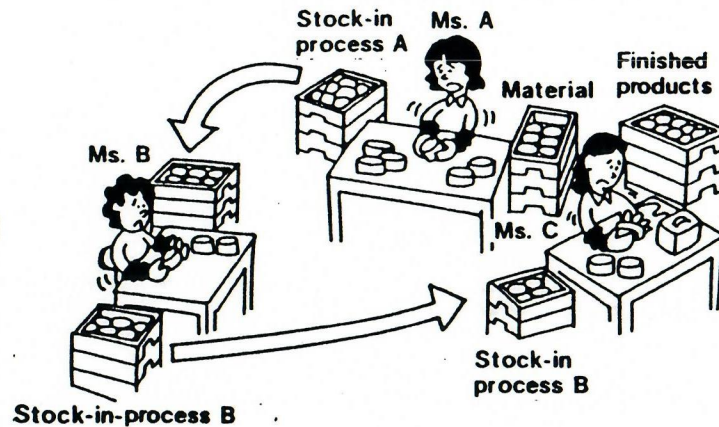 Stock-in
process A
Ms. A
Material
Finished
products
Ms. B
Ms. C
Stock-in
process B
Stock-in-process B